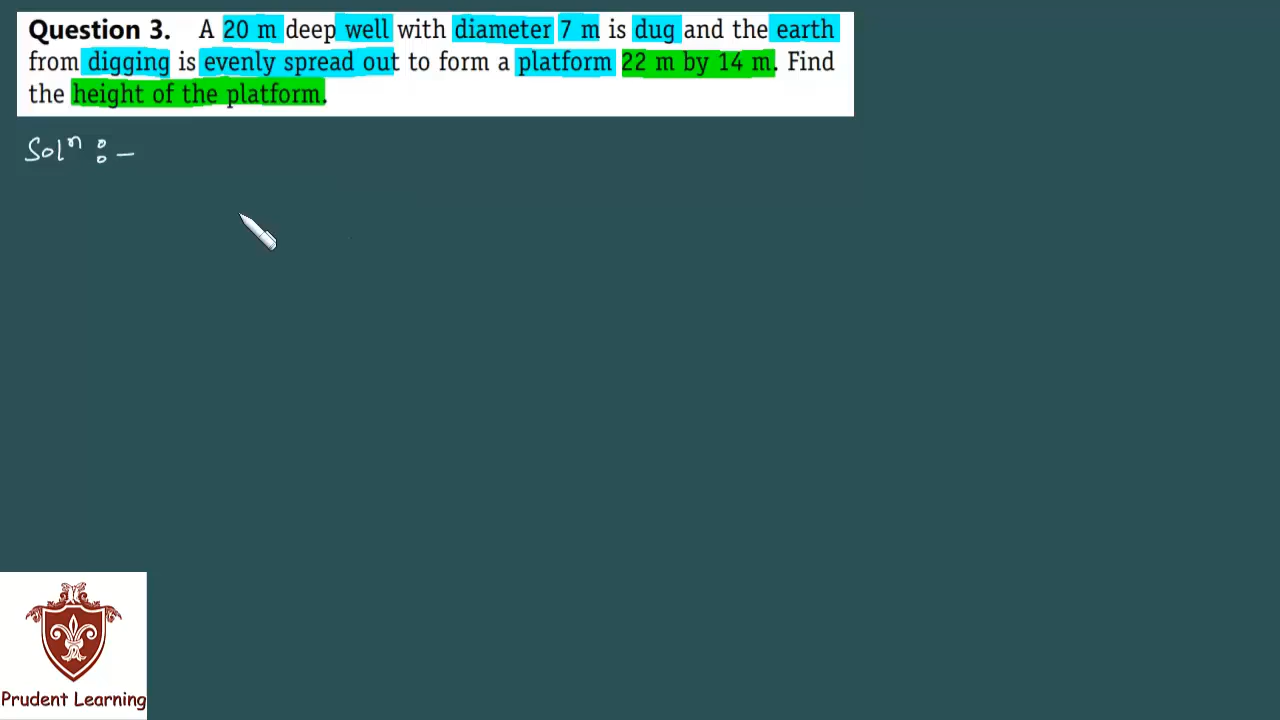 Question 3. A 20 m deep well with diameter 7 m is dug and the earth
from digging is evenly spread out to form a platform 22 m by 14 m. Find
the height of the platform.
Solⁿ :-
Prudent Learning